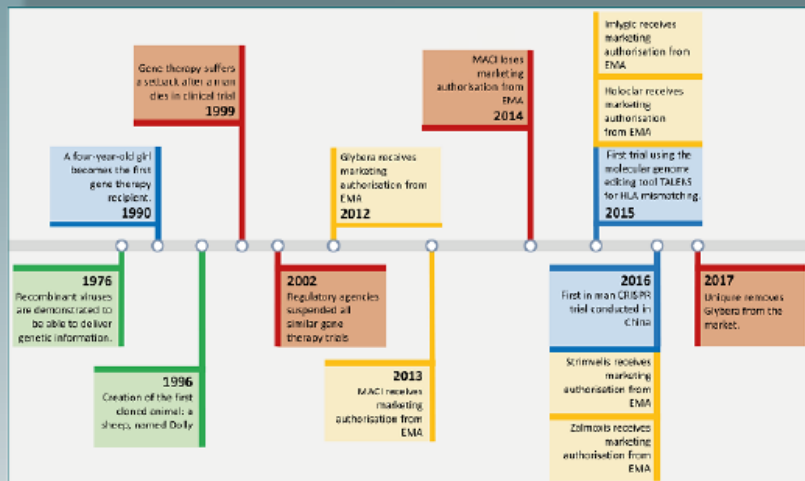 Gene therapy suffers
a setback after a man
dies in clinical trial
1999
MACI loses
marketing
authorisation from
EMA
2014
Imlygic receives
marketing
authorisation from
EMA
Holoclar receives
marketing
authorisation
from EMA
First trial using the
molecular genome
editing tool TALENS
for HLA mismatching.
2015
A four-year-old girl
becomes the first
gene therapy
recipient.
1990
Glybera receives
marketing
authorisation from
EMA
2012
1976
Recombinant viruses
are demonstrated to
be able to deliver
genetic information.
2002
Regulatory agencies
suspended all
similar gene
therapy trials
2016
First in man CRISPR
trial conducted in
China
2017
Uniqure removes
Glybera from the
market.
1996
Creation of the first
cloned animal: a
sheep, named Dolly
2013
MACI receives
marketing
authorisation from
EMA
Strimvelis receives
marketing
authorisation from
EMA
Zalmoxis receives
marketing
authorisation from
EMA